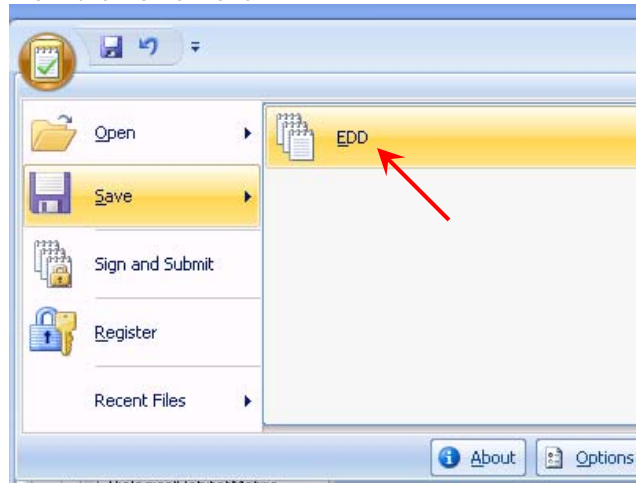 Open
EDD
Save
Sign and Submit
Register
Recent Files
About
Options